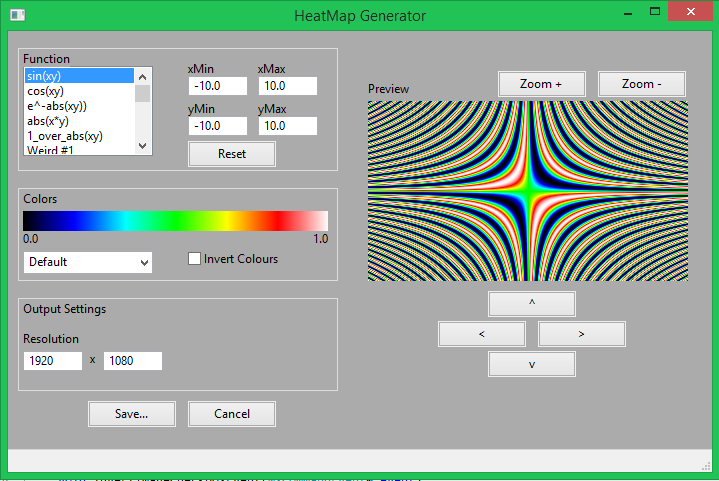 HeatMap Generator
Function
sin(xy)
cos(xy)
e^-abs(xy))
abs(x*y)
1_over_abs(xy)
Weird #1
xMin xMax
-10.0 10.0
yMin yMax
-10.0 10.0
Reset
Colors
0.0 1.0
Default
Invert Colours
Output Settings
Resolution
1920 x 1080
Save... Cancel
Preview
Zoom + Zoom -
^
< >
v